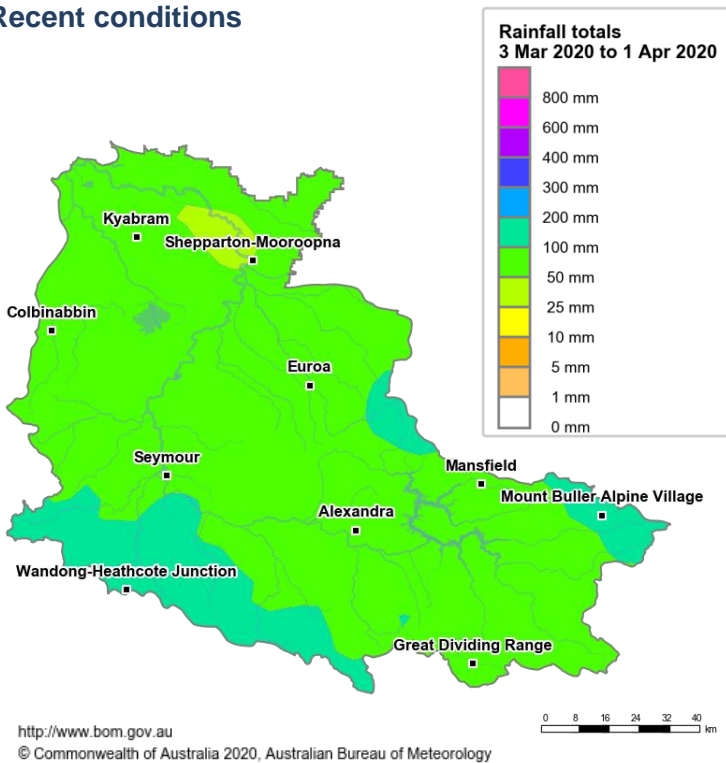 Recent conditions
Rainfall totals
3 Mar 2020 to 1 Apr 2020
800 mm
600 mm
400 mm
300 mm
200 mm
100 mm
50 mm
25 mm
10 mm
5 mm
1 mm
0 mm
Kyabram
Shepparton-Mooroopna
Colbinabbin
Euroa
Seymour
Mansfield
Mount Buller Alpine Village
Alexandra
Wandong-Heathcote Junction
Great Dividing Range
0 8 16 24 32 40
km
http://www.bom.gov.au
© Commonwealth of Australia 2020, Australian Bureau of Meteorology